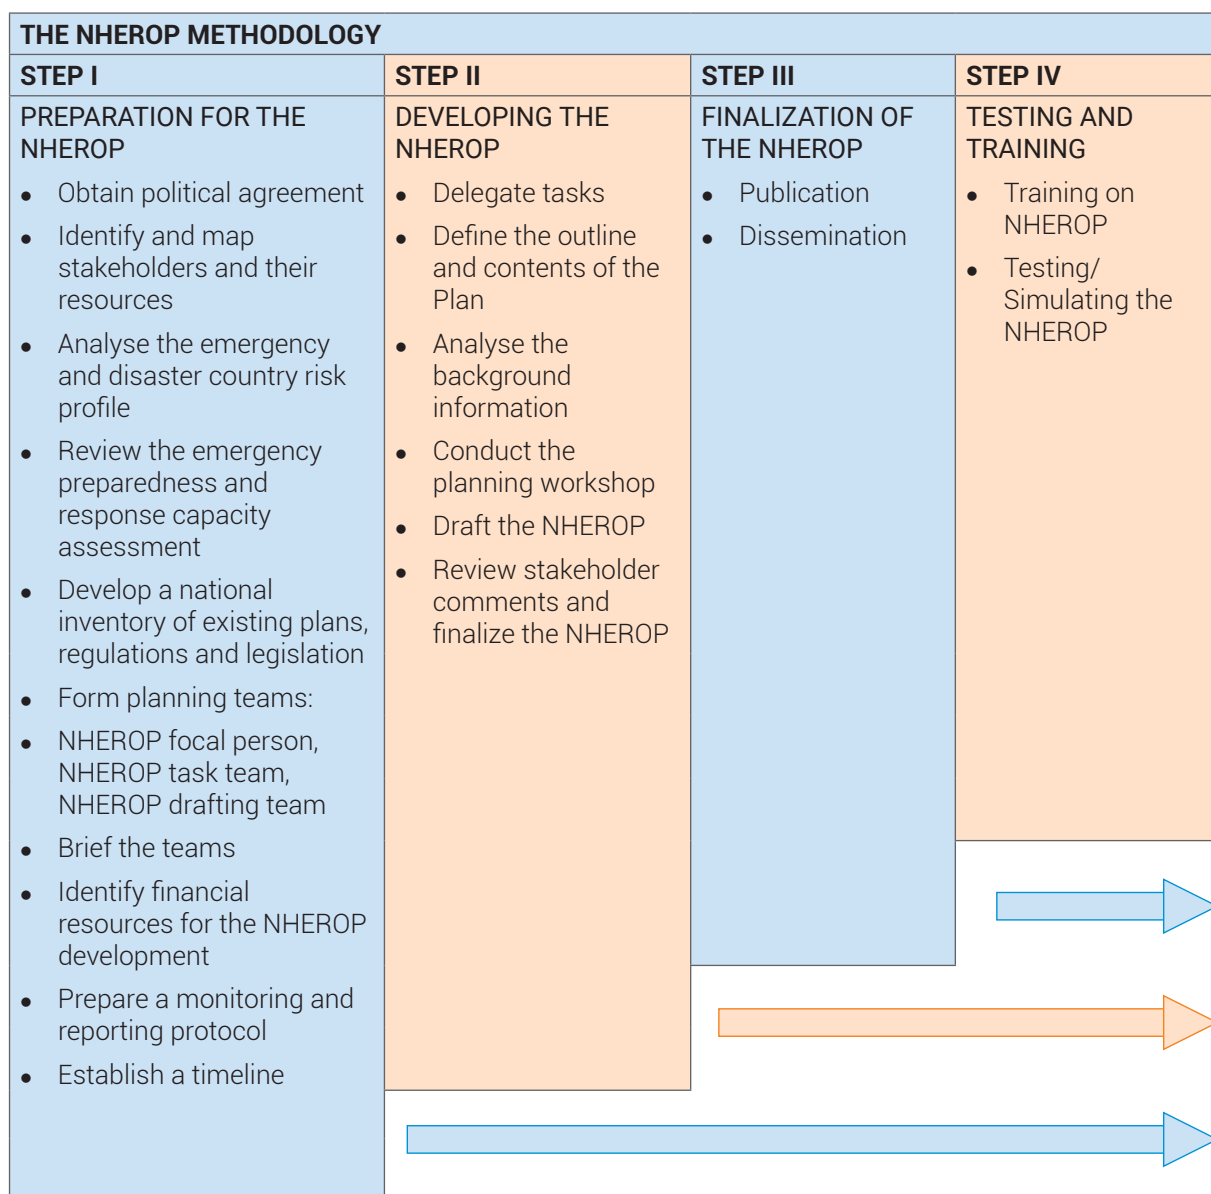 THE NHEROP METHODOLOGY
STEP I
PREPARATION FOR THE
NHEROP
● Obtain political agreement
● Identify and map
stakeholders and their
resources
● Analyse the emergency
and disaster country risk
profile
● Review the emergency
preparedness and
response capacity
assessment
● Develop a national
inventory of existing plans,
regulations and legislation
● Form planning teams:
● NHEROP focal person,
NHEROP task team,
NHEROP drafting team
● Brief the teams
● Identify financial
resources for the NHEROP
development
● Prepare a monitoring and
reporting protocol
● Establish a timeline
STEP II
DEVELOPING THE
NHEROP
● Delegate tasks
● Define the outline
and contents of the
Plan
● Analyse the
background
information
● Conduct the
planning workshop
● Draft the NHEROP
● Review stakeholder
comments and
finalize the NHEROP
STEP III
FINALIZATION OF
THE NHEROP
● Publication
● Dissemination
STEP IV
TESTING AND
TRAINING
● Training on
NHEROP
● Testing/
Simulating the
NHEROP